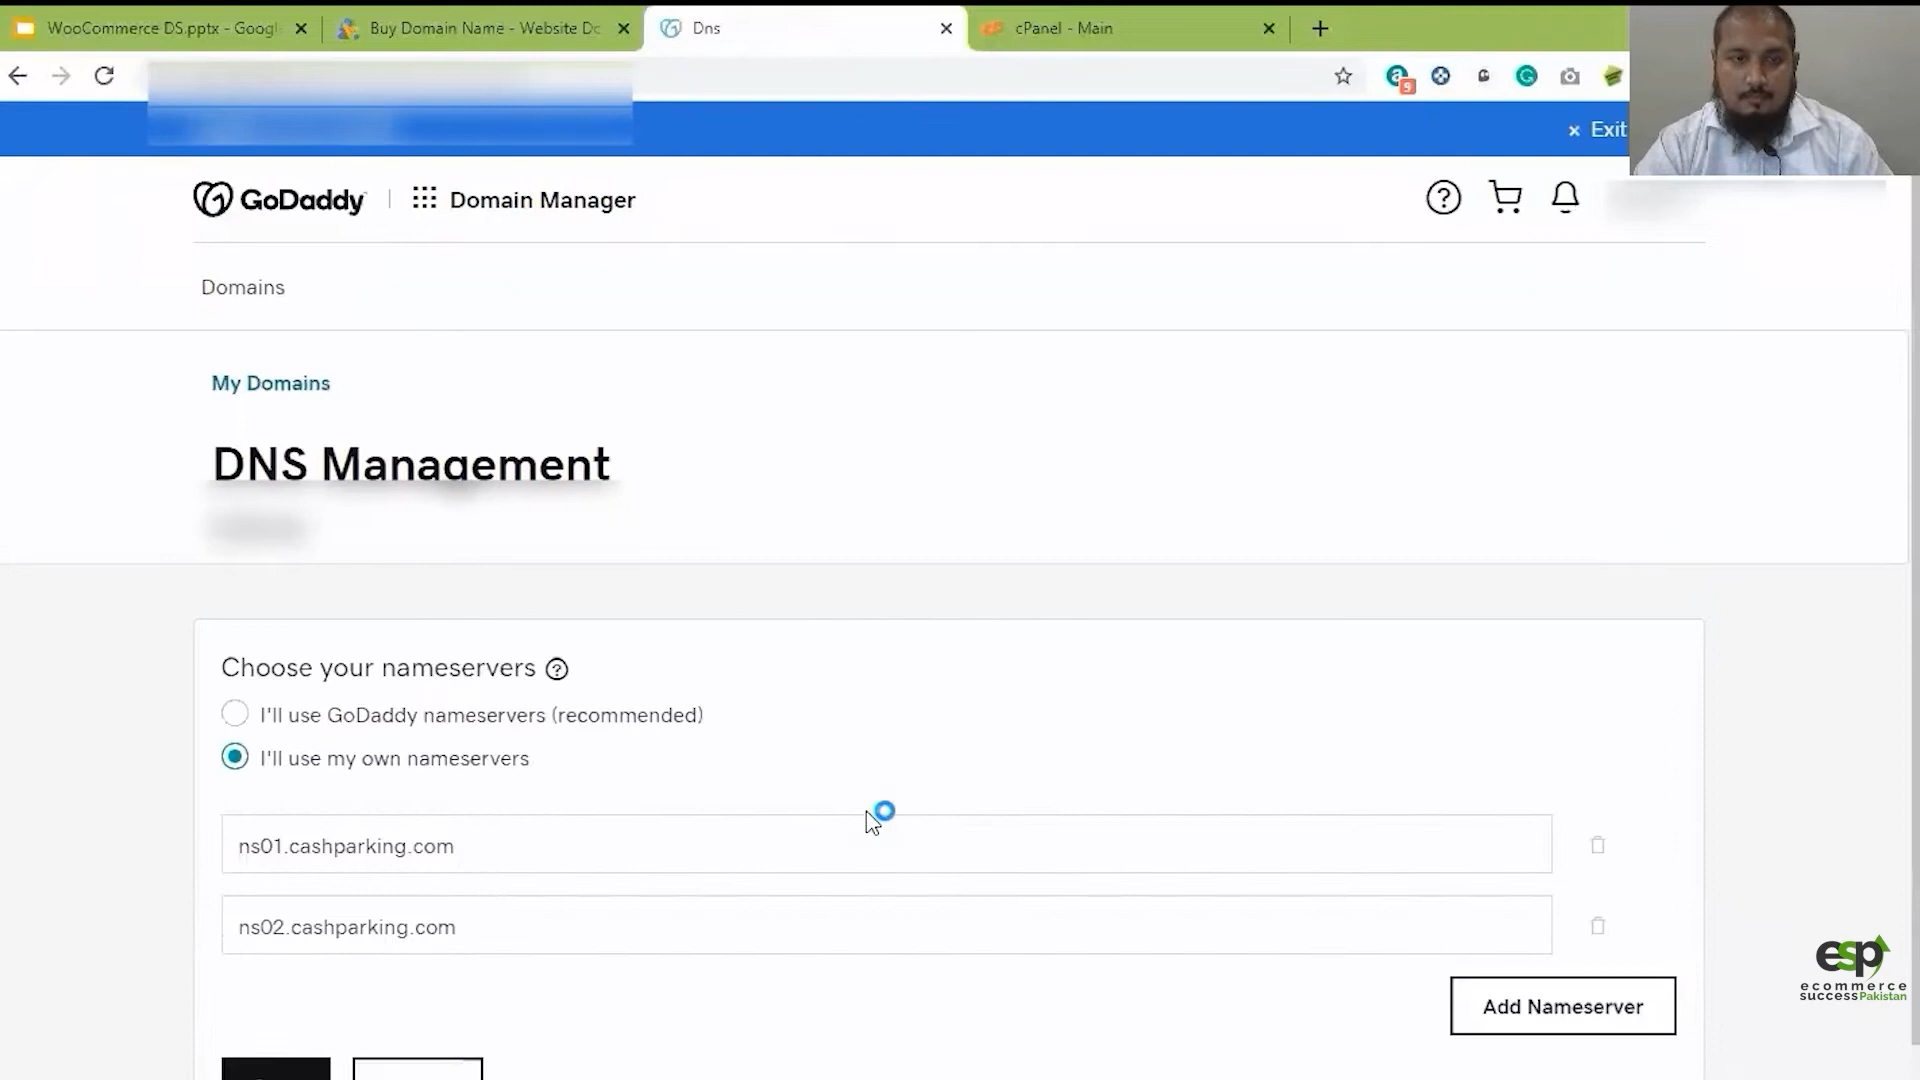 WooCommerce DS.pptx - Googl
Buy Domain Name - Website Do
Dns
cPanel - Main
9
× Exit
GoDaddy
Domain Manager
Domains
My Domains
DNS Management
Choose your nameservers
I'll use GoDaddy nameservers (recommended)
I'll use my own nameservers
ns01.cashparking.com
ns02.cashparking.com
Add Nameserver
esp
ecommerce
success Pakistan